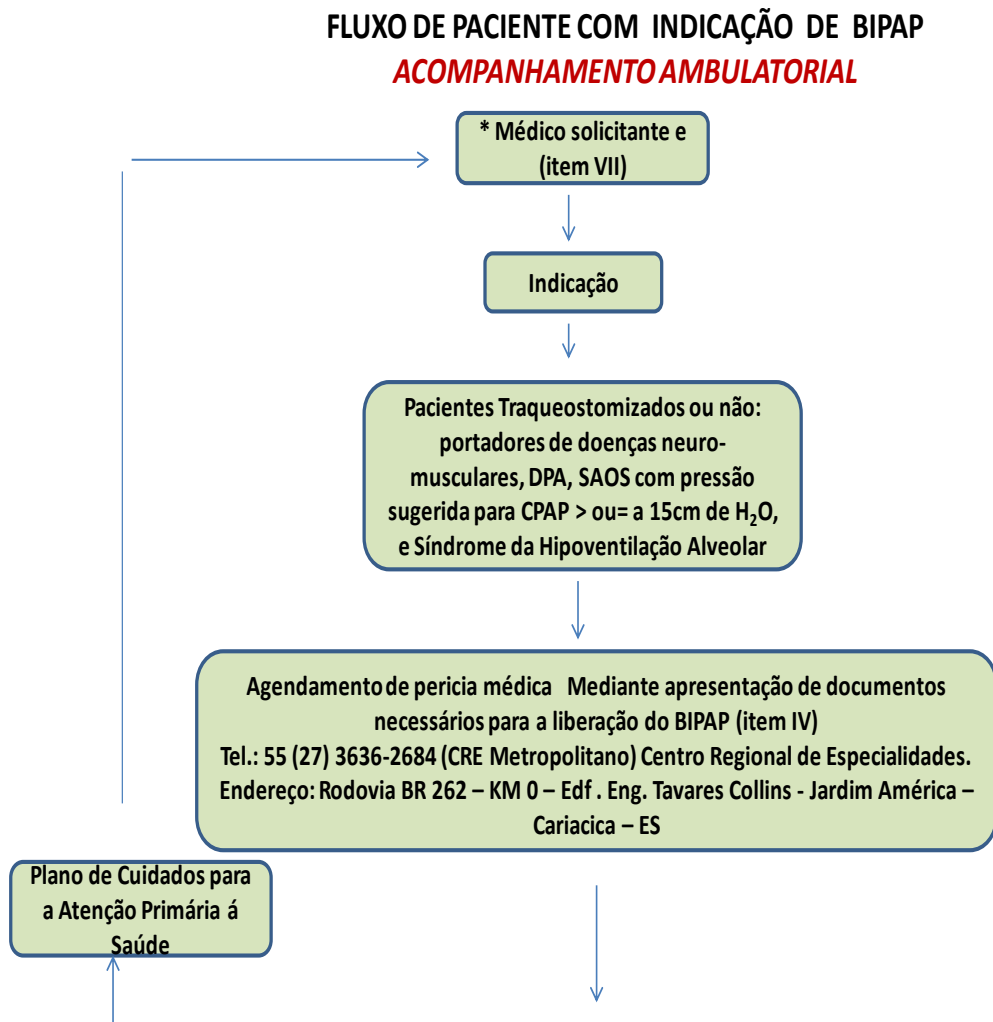 FLUXO DE PACIENTE COM INDICAÇÃO DE BIPAP
ACOMPANHAMENTO AMBULATORIAL
* Médico solicitante e
(item VII)
Indicação
Pacientes Traqueostomizados ou não:
portadores de doenças neuro-
musculares, DPA, SAOS com pressão
sugerida para CPAP > ou= a 15cm de H₂O,
e Síndrome da Hipoventilação Alveolar
Agendamento de pericia médica Mediante apresentação de documentos
necessários para a liberação do BIPAP (item IV)
Tel.: 55 (27) 3636-2684 (CRE Metropolitano) Centro Regional de Especialidades.
Endereço: Rodovia BR 262 – KM 0 – Edf . Eng. Tavares Collins - Jardim América –
Cariacica – ES
Plano de Cuidados para
a Atenção Primária á
Saúde